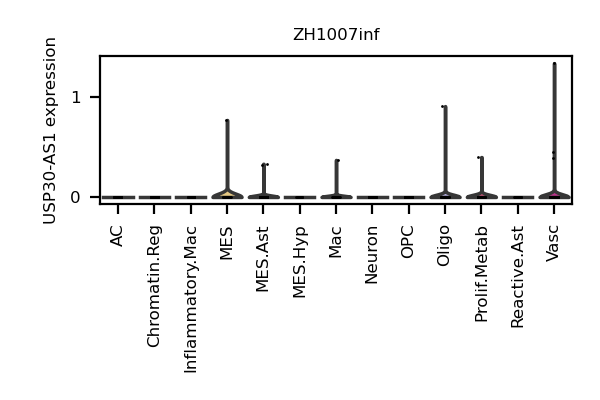 ZH1007inf
USP30-AS1 expression
1
0
AC
Chromatin.Reg
Inflammatory.Mac
MES
MES.Ast
MES.Hyp
Mac
Neuron
OPC
Oligo
Prolif.Metab
Reactive.Ast
Vasc